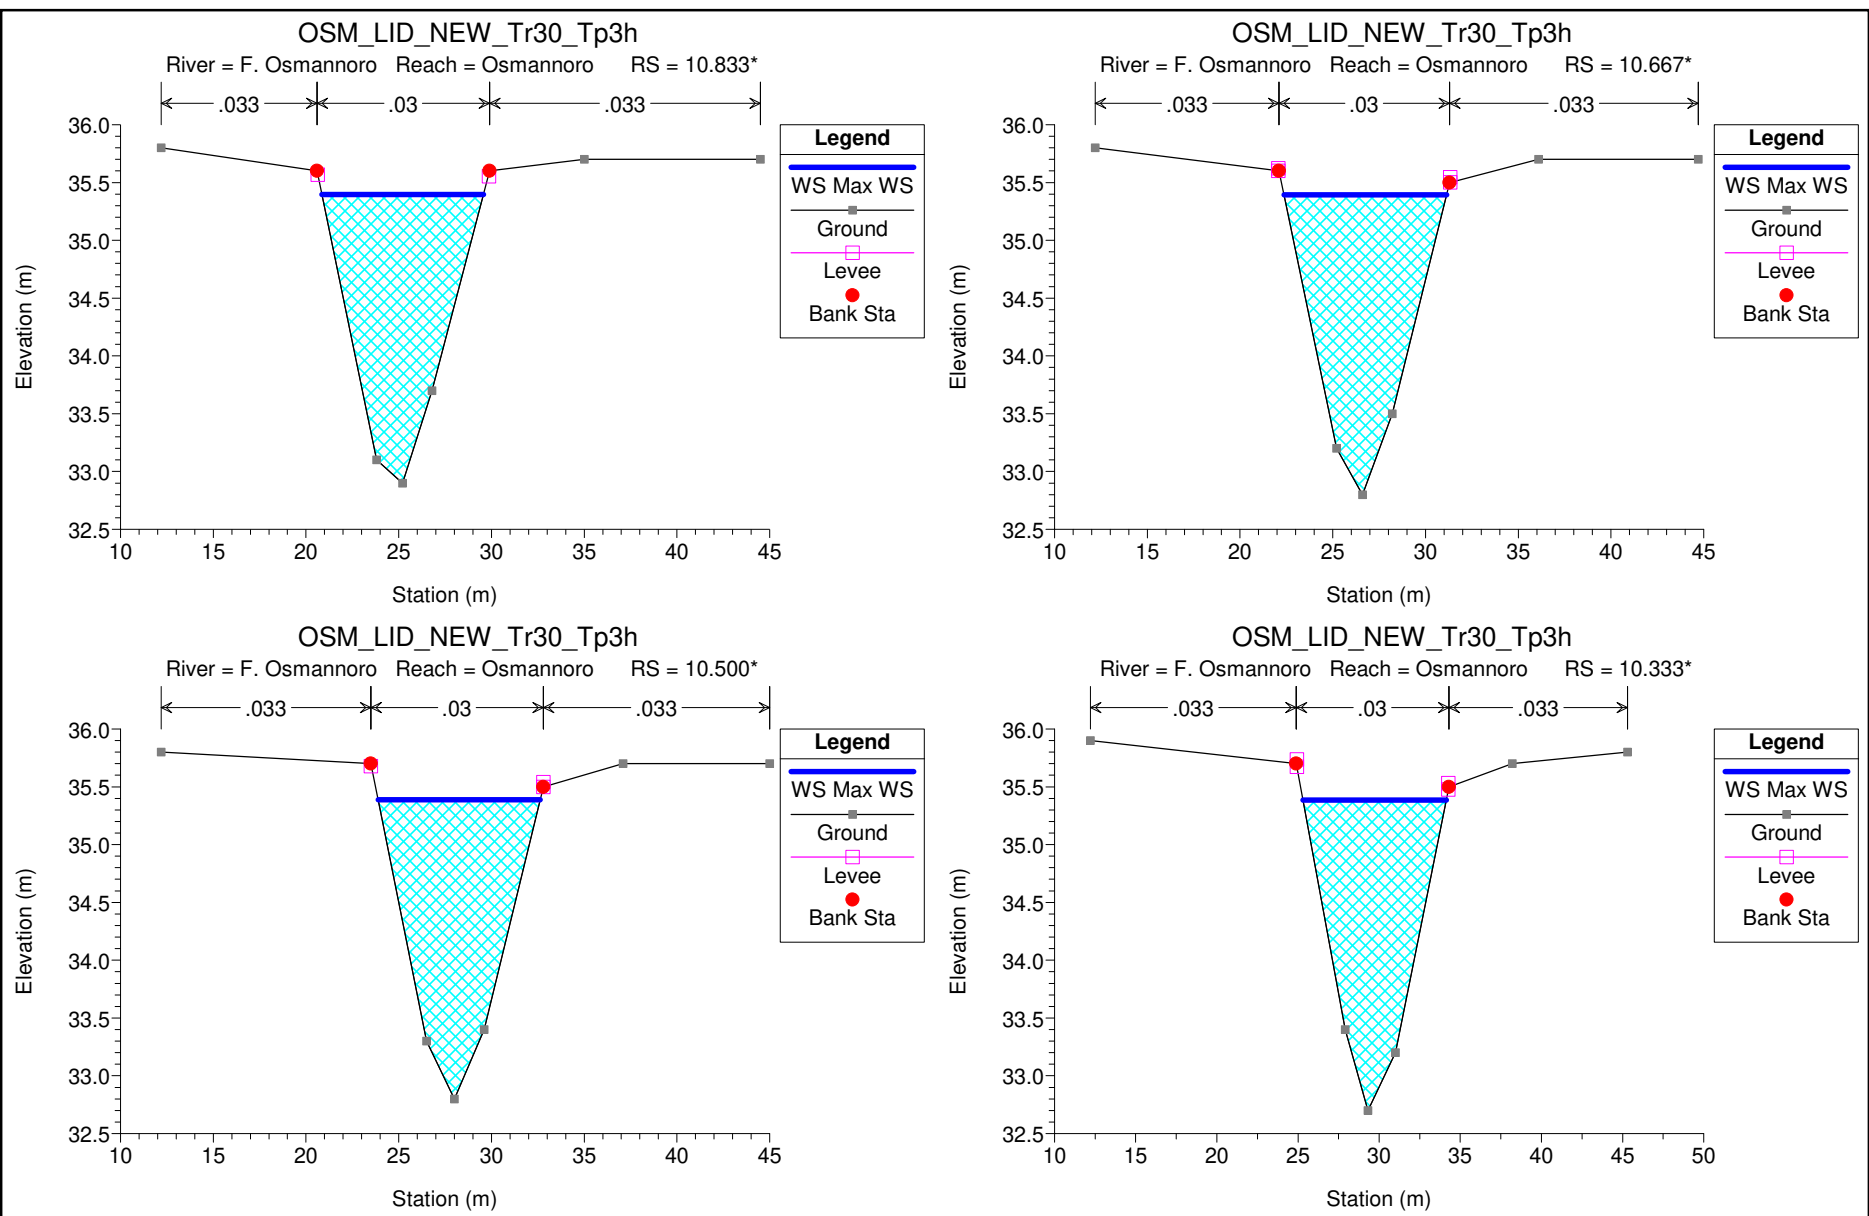 OSM_LID_NEW_Tr30_Tp3h
River = F. Osmannoro Reach = Osmannoro RS = 10.833*
.033 .03 .033
36.0
35.5
35.0
34.5
34.0
33.5
33.0
32.5
10 15 20 25 30 35 40 45
Station (m)
Elevation (m)
Legend
WS Max WS
Ground
Levee
Bank Sta
OSM_LID_NEW_Tr30_Tp3h
River = F. Osmannoro Reach = Osmannoro RS = 10.667*
.033 .03 .033
36.0
35.5
35.0
34.5
34.0
33.5
33.0
32.5
10 15 20 25 30 35 40 45
Station (m)
Elevation (m)
Legend
WS Max WS
Ground
Levee
Bank Sta
OSM_LID_NEW_Tr30_Tp3h
River = F. Osmannoro Reach = Osmannoro RS = 10.500*
.033 .03 .033
36.0
35.5
35.0
34.5
34.0
33.5
33.0
32.5
10 15 20 25 30 35 40 45
Station (m)
Elevation (m)
Legend
WS Max WS
Ground
Levee
Bank Sta
OSM_LID_NEW_Tr30_Tp3h
River = F. Osmannoro Reach = Osmannoro RS = 10.333*
.033 .03 .033
36.0
35.5
35.0
34.5
34.0
33.5
33.0
32.5
10 15 20 25 30 35 40 45 50
Station (m)
Elevation (m)
Legend
WS Max WS
Ground
Levee
Bank Sta